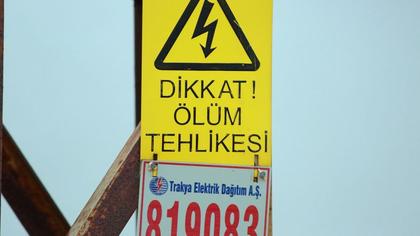 DİKKAT!
ÖLÜM
TEHLİKESİ
Trakya Elektrik Dağıtım A.Ş.
819083